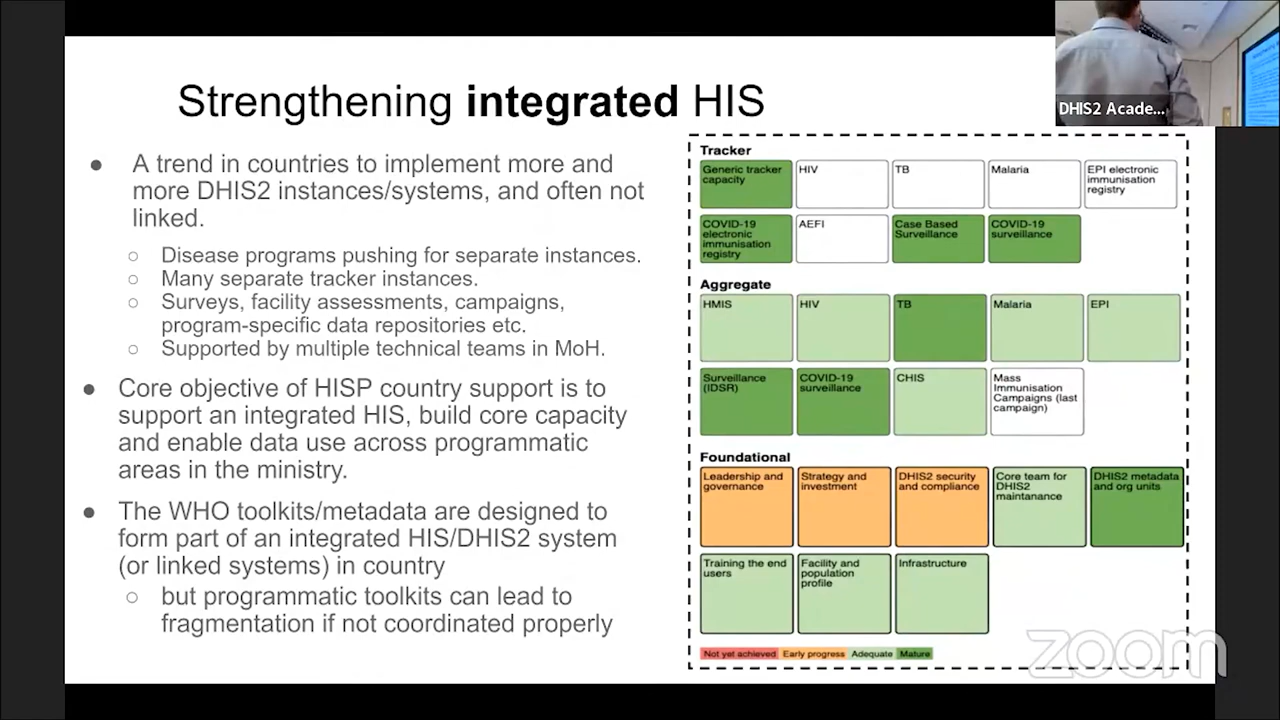 Strengthening integrated HIS
DHIS2 Acade...
● A trend in countries to implement more and
more DHIS2 instances/systems, and often not
linked.
○ Disease programs pushing for separate instances.
○ Many separate tracker instances.
○ Surveys, facility assessments, campaigns,
program-specific data repositories etc.
○ Supported by multiple technical teams in MoH.
● Core objective of HISP country support is to
support an integrated HIS, build core capacity
and enable data use across programmatic
areas in the ministry.
● The WHO toolkits/metadata are designed to
form part of an integrated HIS/DHIS2 system
(or linked systems) in country
○ but programmatic toolkits can lead to
fragmentation if not coordinated properly
Tracker
Generic tracker
capacity
HIV
TB
Malaria
EPI electronic
immunisation
registry
COVID-19
electronic
immunisation
registry
AEFI
Case Based
Surveillance
COVID-19
surveillance
Aggregate
HMIS
HIV
TB
Malaria
EPI
Surveillance
(IDSR)
COVID-19
surveillance
CHIS
Mass
Immunisation
Campaigns (last
campaign)
Foundational
Leadership and
governance
Strategy and
investment
DHIS2 security
and compliance
Core team for
DHIS2
maintanance
DHIS2 metadata
and org units
Training the end
users
Facility and
population
profile
Infrastructure
Not yet achieved Early progress Adequate Mature
zoom